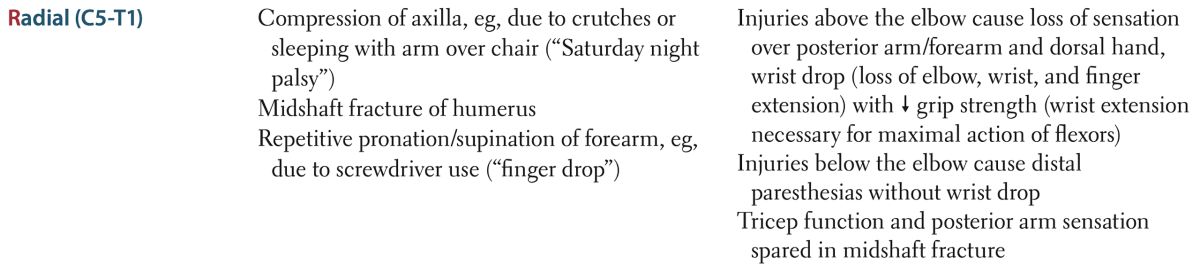 Radial (C5-T1)
Compression of axilla, eg, due to crutches or
sleeping with arm over chair (“Saturday night
palsy”)
Midshaft fracture of humerus
Repetitive pronation/supination of forearm, eg,
due to screwdriver use (“finger drop”)
Injuries above the elbow cause loss of sensation
over posterior arm/forearm and dorsal hand,
wrist drop (loss of elbow, wrist, and finger
extension) with ↓ grip strength (wrist extension
necessary for maximal action of flexors)
Injuries below the elbow cause distal
paresthesias without wrist drop
Tricep function and posterior arm sensation
spared in midshaft fracture